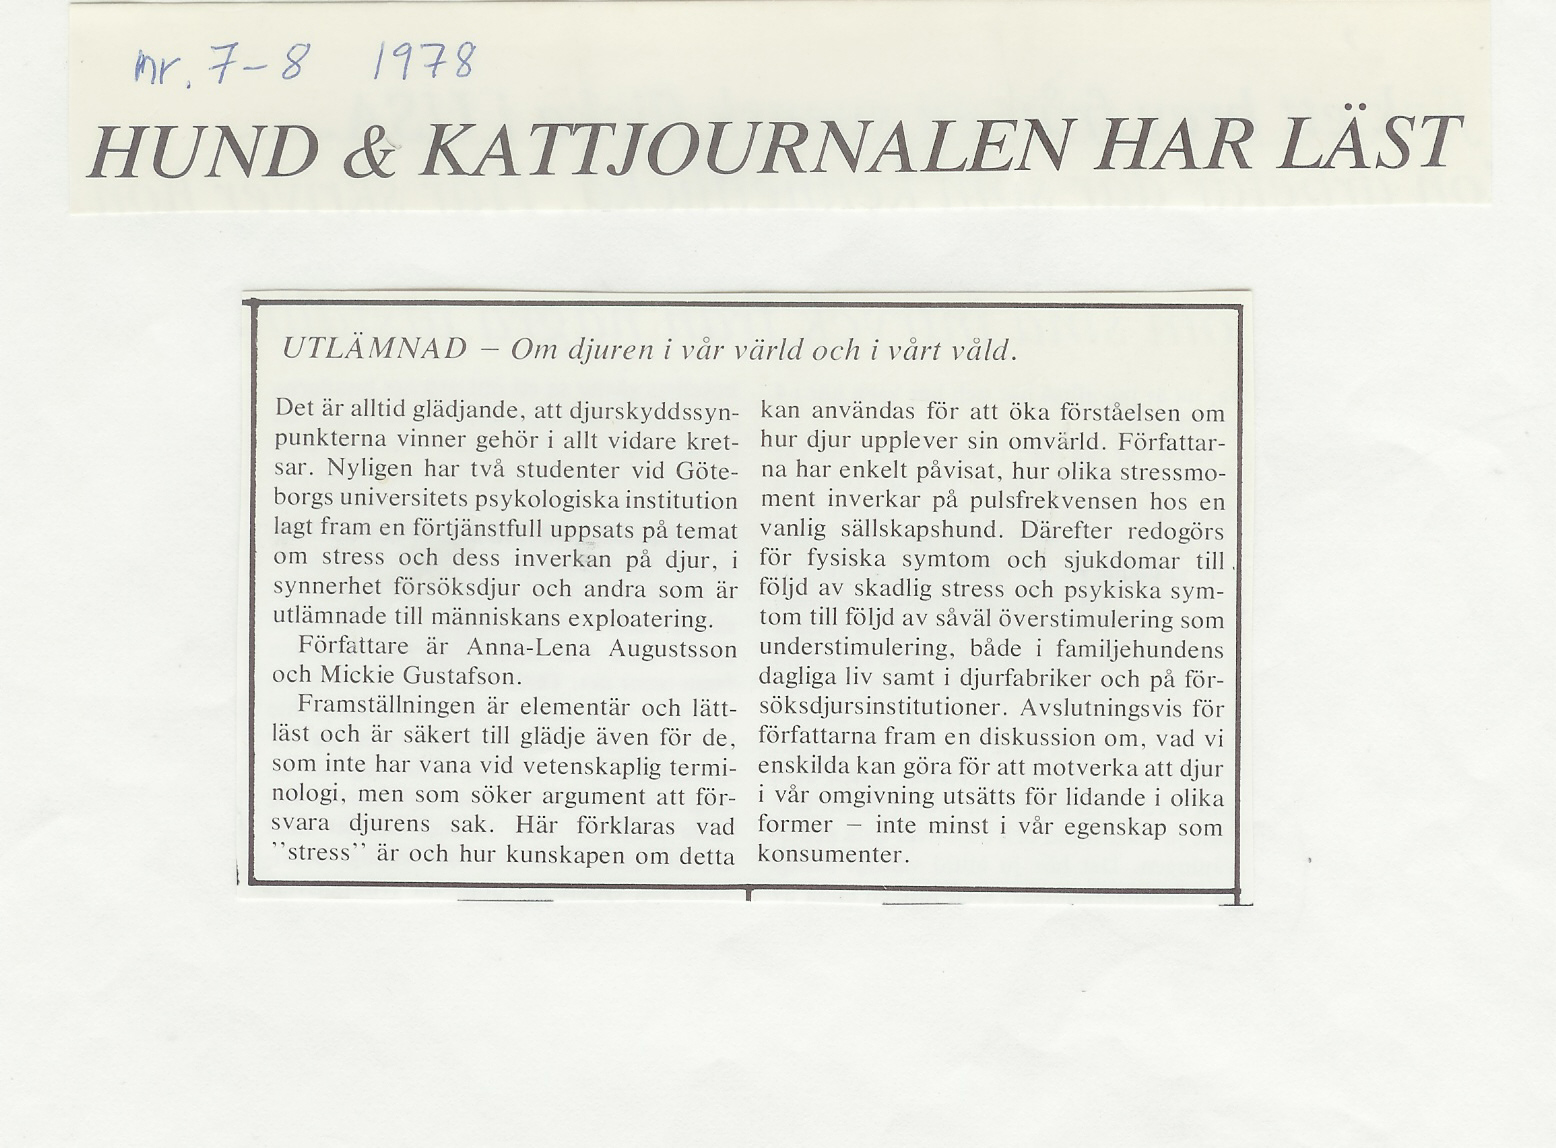 nr. 7-8 1978
HUND & KATTJOURNALEN HAR LÄST
UTLÄMNAD – Om djuren i vår värld och i vårt våld.
Det är alltid glädjande, att djurskyddssyn-
punkterna vinner gehör i allt vidare kret-
sar. Nyligen har två studenter vid Göte-
borgs universitets psykologiska institution
lagt fram en förtjänstfull uppsats på temat
om stress och dess inverkan på djur, i
synnerhet försöksdjur och andra som är
utlämnade till människans exploatering.
Författare är Anna-Lena Augustsson
och Mickie Gustafson.
Framställningen är elementär och lätt-
läst och är säkert till glädje även för de,
som inte har vana vid vetenskaplig termi-
nologi, men som söker argument att för-
svara djurens sak. Här förklaras vad
"stress" är och hur kunskapen om detta
kan användas för att öka förståelsen om
hur djur upplever sin omvärld. Författar-
na har enkelt påvisat, hur olika stressmo-
ment inverkar på pulsfrekvensen hos en
vanlig sällskapshund. Därefter redogörs
för fysiska symtom och sjukdomar till
följd av skadlig stress och psykiska sym-
tom till följd av såväl överstimulering som
understimulering, både i familjehundens
dagliga liv samt i djurfabriker och på för-
söksdjursinstitutioner. Avslutningsvis för
författarna fram en diskussion om, vad vi
enskilda kan göra för att motverka att djur
i vår omgivning utsätts för lidande i olika
former – inte minst i vår egenskap som
konsumenter.